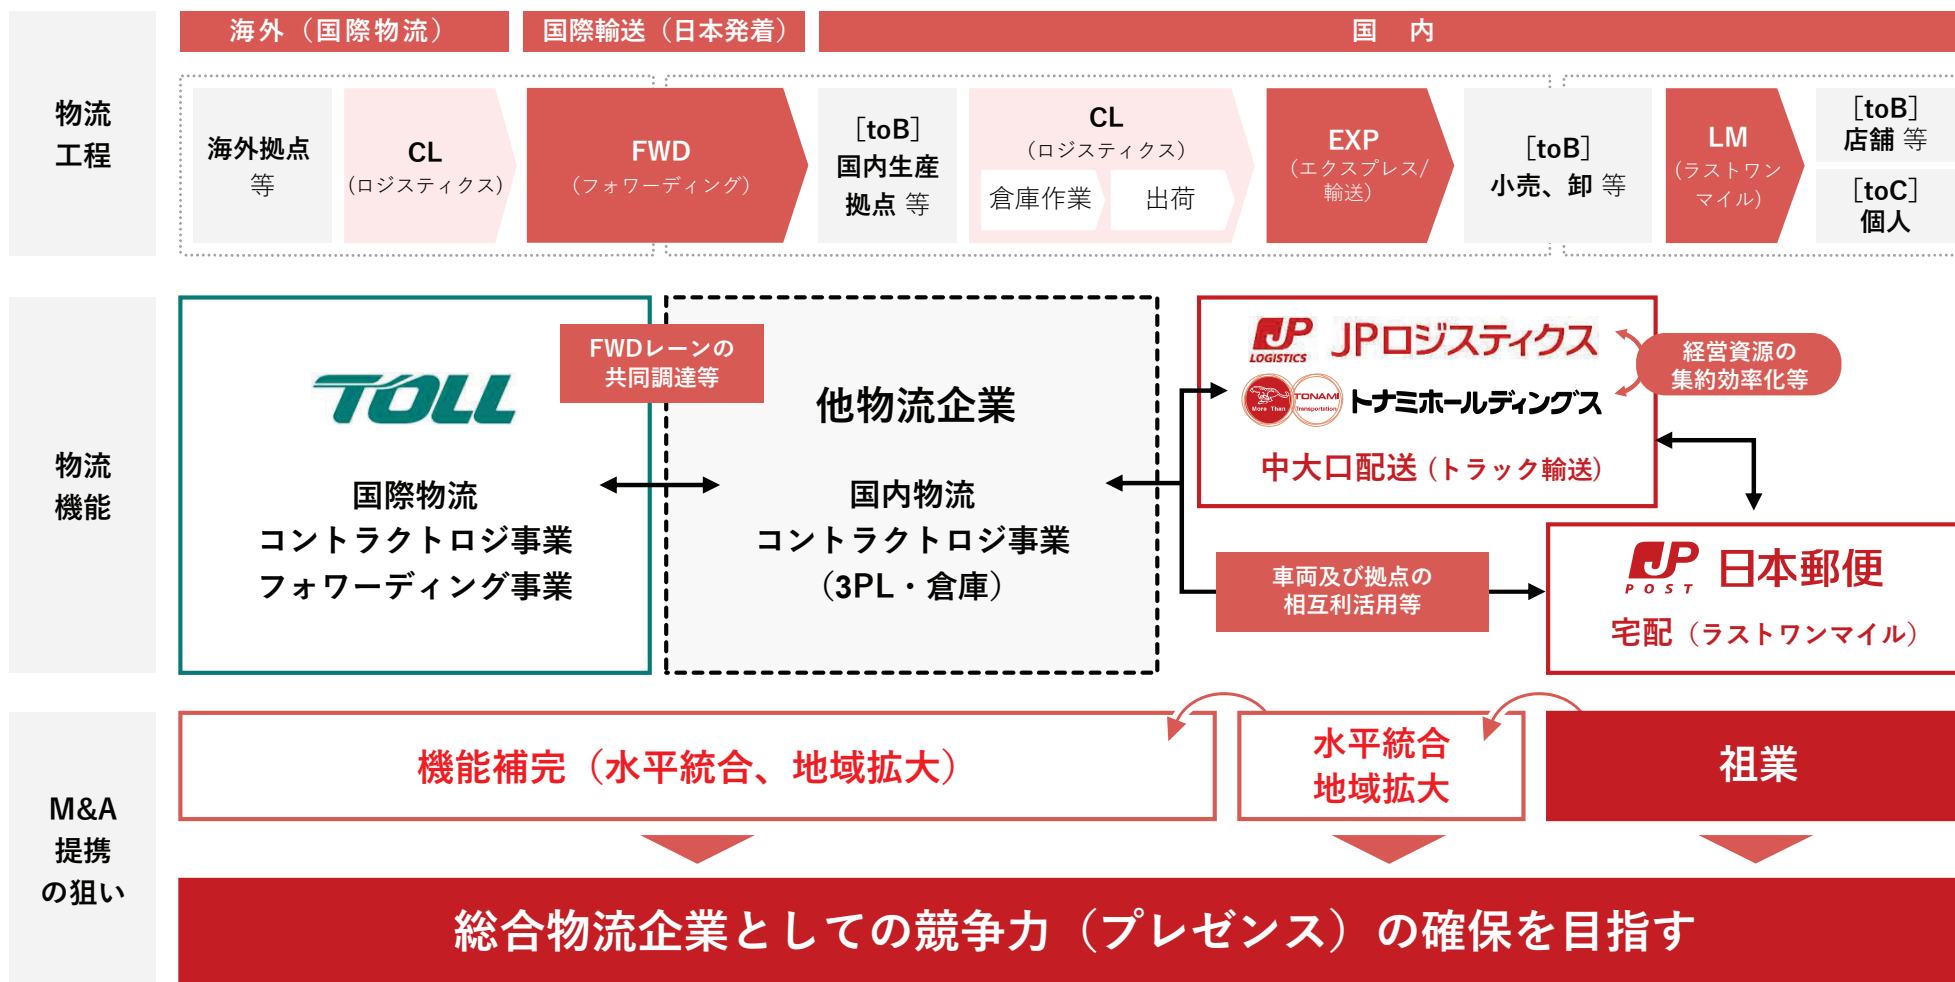 海外（国際物流）
国際輸送（日本発着）
国 内
物流
工程
海外拠点
等
CL
(ロジスティクス)
FWD
（フォワーディング）
［toB］
国内生産
拠点 等
CL
（ロジスティクス）
倉庫作業
出荷
EXP
（エクスプレス/
輸送）
［toB］
小売、卸 等
LM
（ラストワン
マイル）
［toB］
店舗 等
［toC］
個人
物流
機能
TOLL
国際物流
コントラクトロジ事業
フォワーディング事業
FWDレーンの
共同調達等
他物流企業
国内物流
コントラクトロジ事業
（3PL・倉庫）
JP
LOGISTICS
JPロジスティクス
More Than
TONAMI
Transportation
トナミホールディングス
中大口配送（トラック輸送）
経営資源の
集約効率化等
車両及び拠点の
相互利活用等
JP
POST
日本郵便
宅配（ラストワンマイル）
M&A
提携
の狙い
機能補完（水平統合、地域拡大）
水平統合
地域拡大
祖業
総合物流企業としての競争力（プレゼンス）の確保を目指す